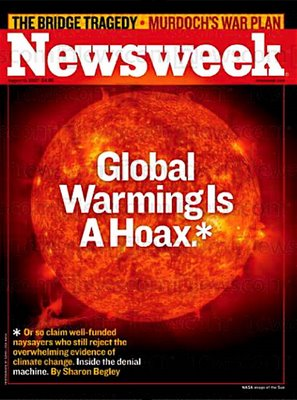 THE BRIDGE TRAGEDY • MURDOCH'S WAR PLAN
Newsweek
Global
Warming Is
A Hoax.*
* Or so claim well-funded
naysayers who still reject the
overwhelming evidence of
climate change. Inside the denial
machine. By Sharon Begley
NASA image of the Sun